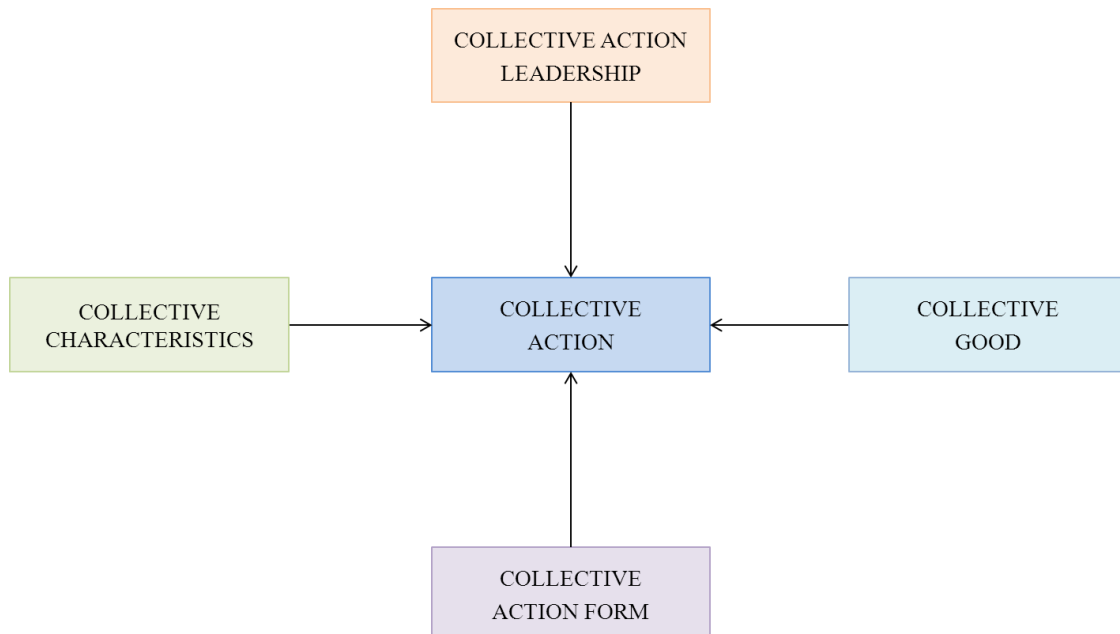 COLLECTIVE ACTION
LEADERSHIP
COLLECTIVE
CHARACTERISTICS
COLLECTIVE
ACTION
COLLECTIVE
GOOD
COLLECTIVE
ACTION FORM